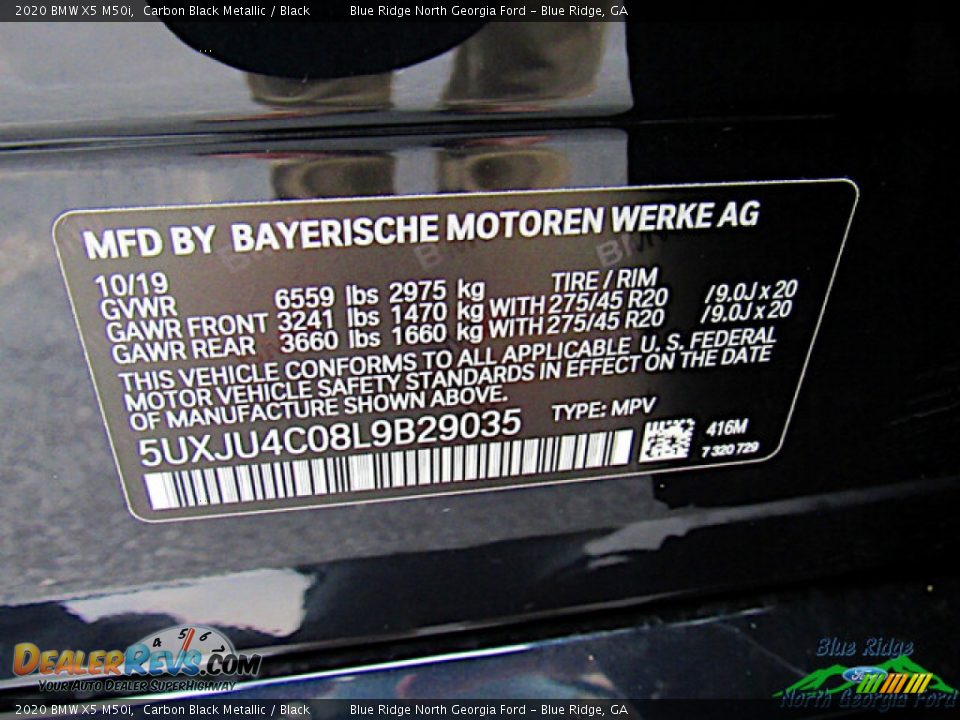 2020 BMW X5 M50i, Carbon Black Metallic / Black Blue Ridge North Georgia Ford - Blue Ridge, GA
MFD BY BAYERISCHE MOTOREN WERKE AG
10/19 TIRE / RIM
GVWR 6559 lbs 2975 kg
GAWR FRONT 3241 lbs 1470 kg WITH 275/45 R20 /9.0J x 20
GAWR REAR 3660 lbs 1660 kg WITH 275/45 R20 /9.0J x 20
THIS VEHICLE CONFORMS TO ALL APPLICABLE U. S. FEDERAL
MOTOR VEHICLE SAFETY STANDARDS IN EFFECT ON THE DATE
OF MANUFACTURE SHOWN ABOVE.
TYPE: MPV
5UXJU4C08L9B29035
416M
7 320 729
4 5 6
DEALERREVS.COM
YOUR AUTO DEALER SUPERHIGHWAY
Blue Ridge
Ford
North Georgia Ford
2020 BMW X5 M50i, Carbon Black Metallic / Black Blue Ridge North Georgia Ford - Blue Ridge, GA